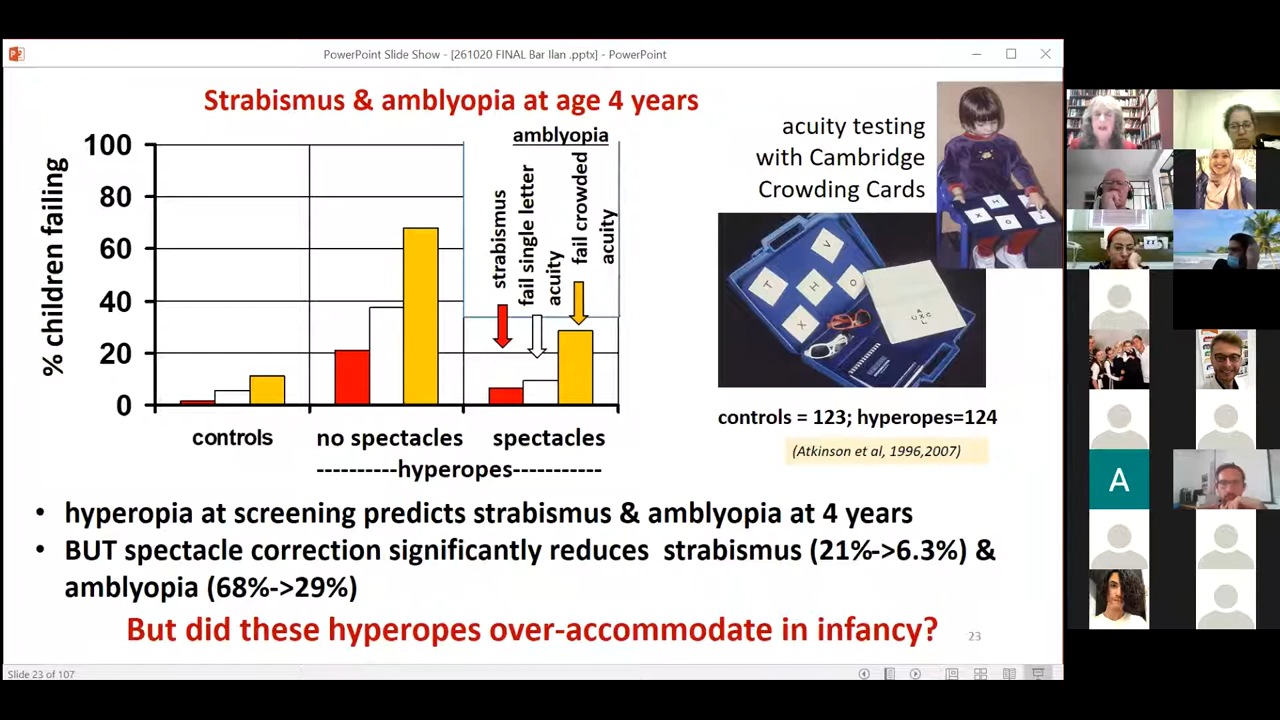 PowerPoint Slide Show - [261020 FINAL Bar Ilan .pptx] - PowerPoint
Strabismus & amblyopia at age 4 years
% children failing
100
80
60
40
20
0
amblyopia
strabismus
fail single letter
acuity
fail crowded
acuity
controls
no spectacles
spectacles
----------hyperopes-----------
acuity testing
with Cambridge
Crowding Cards
X
H
O
V
T
H
O
X
A
U X C
L
controls = 123; hyperopes=124
(Atkinson et al, 1996,2007)
• hyperopia at screening predicts strabismus & amblyopia at 4 years
• BUT spectacle correction significantly reduces  strabismus (21%->6.3%) &
amblyopia (68%->29%)
But did these hyperopes over-accommodate in infancy?
23
Slide 23 of 107
A